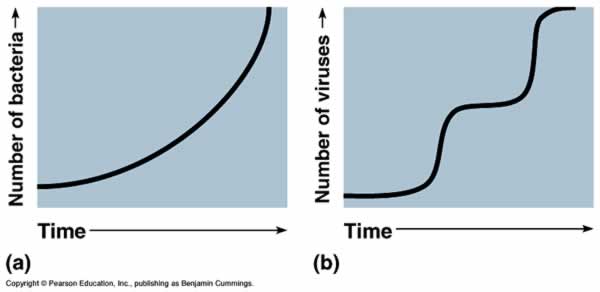 Number of bacteria
Time
(a)
Number of viruses
Time
(b)
Copyright © Pearson Education, Inc., publishing as Benjamin Cummings.